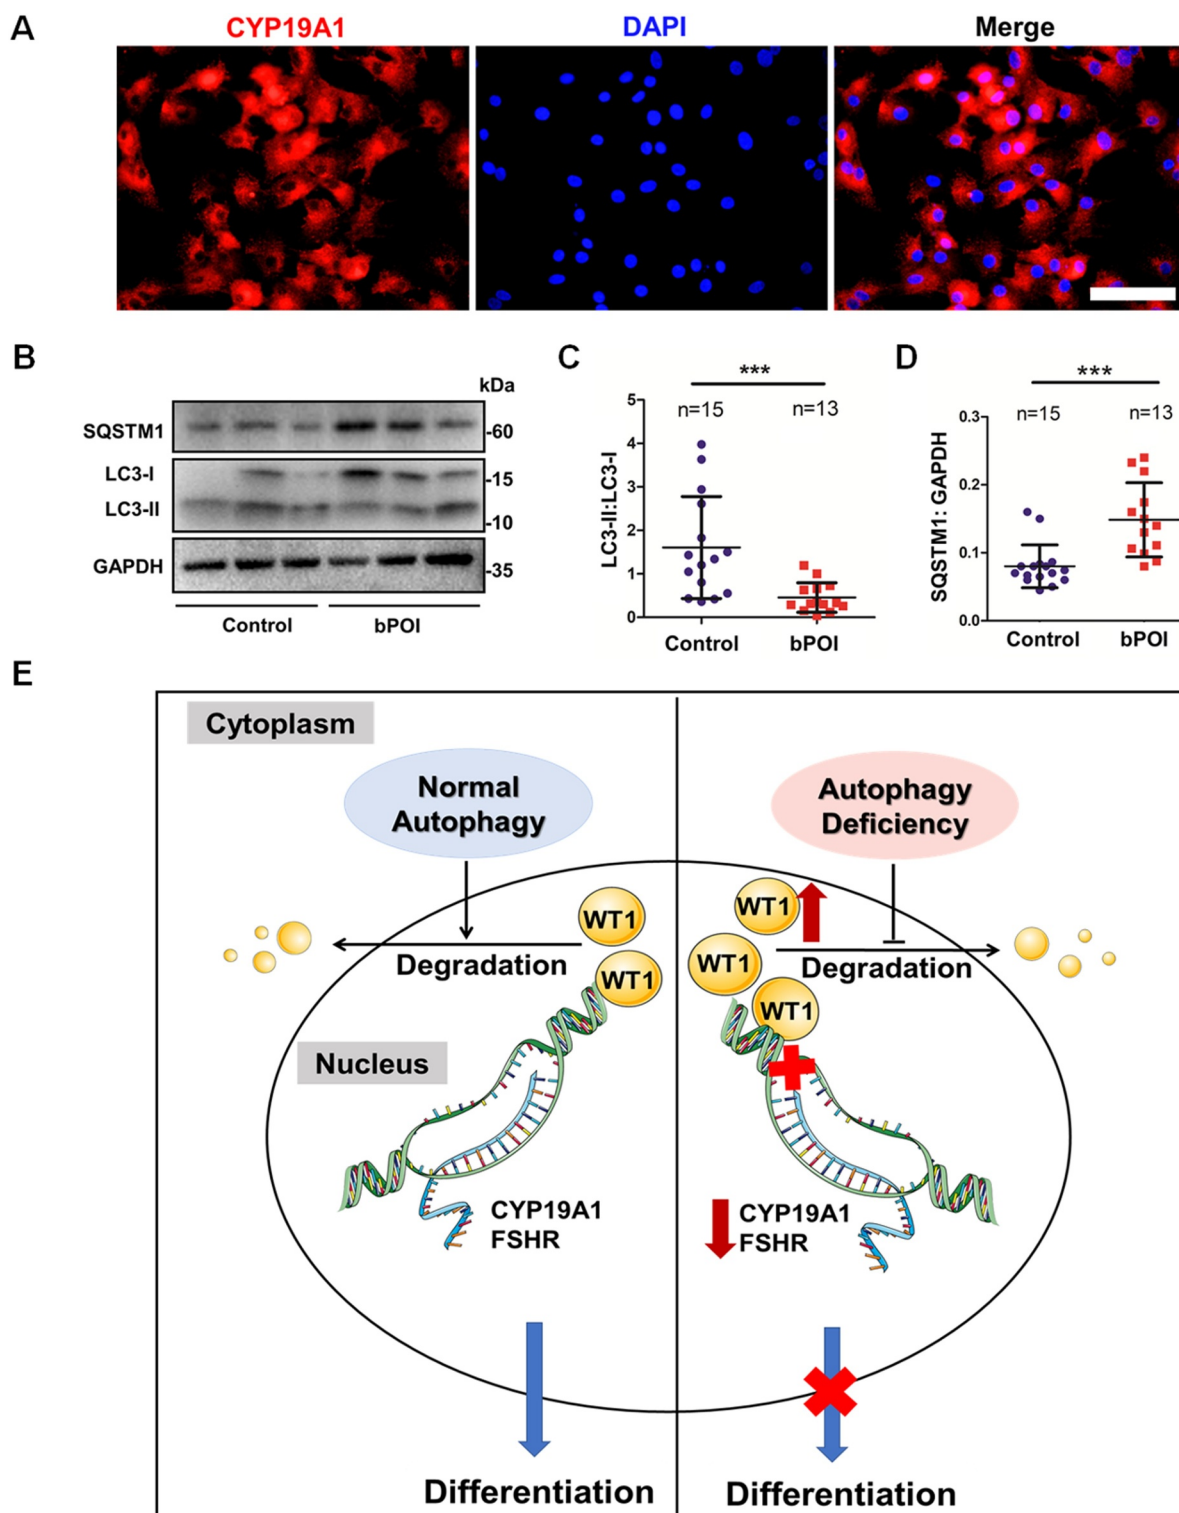 A
CYP19A1
DAPI
Merge
B
kDa
SQSTM1
-60
LC3-I
-15
LC3-II
-10
GAPDH
-35
Control
bPOI
C
***
n=15
n=13
LC3-II:LC3-I
5
4
3
2
1
0
Control
bPOI
D
***
n=15
n=13
SQSTM1: GAPDH
0.3
0.2
0.1
0.0
Control
bPOI
E
Cytoplasm
Normal
Autophagy
WT1
WT1
Degradation
Nucleus
CYP19A1
FSHR
Differentiation
Autophagy
Deficiency
WT1
WT1
WT1
Degradation
CYP19A1
FSHR
Differentiation